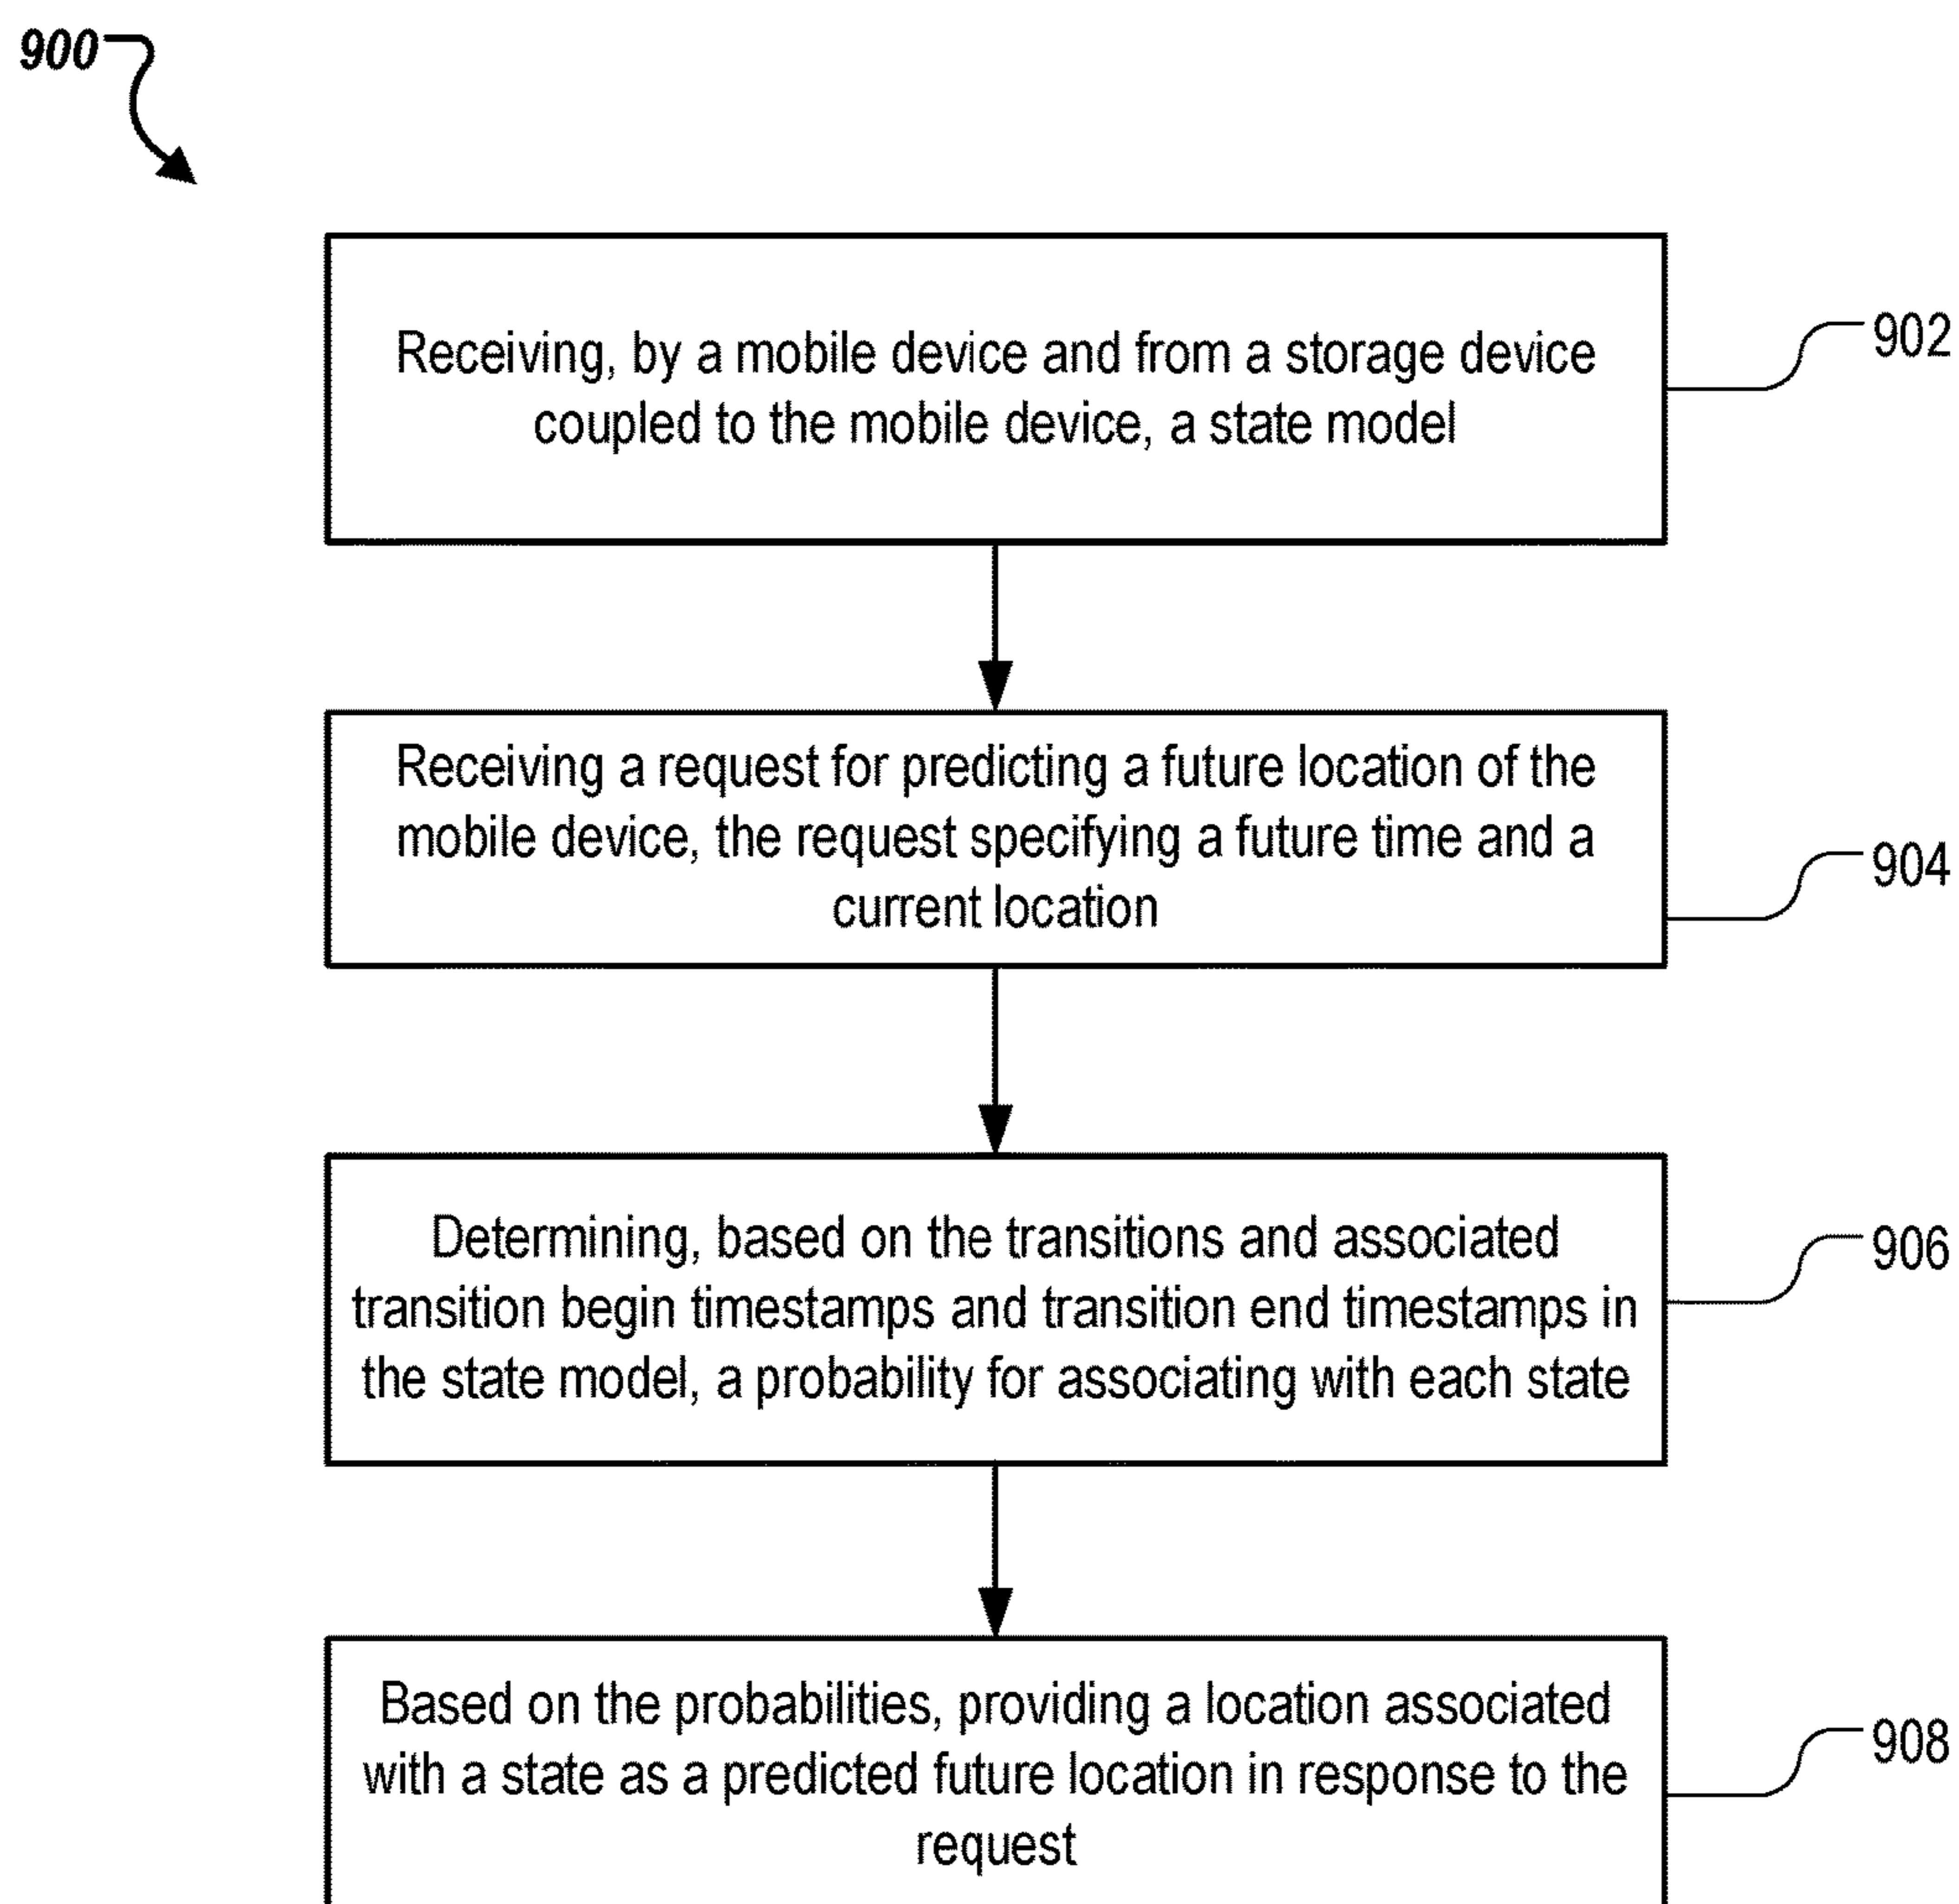 900
Receiving, by a mobile device and from a storage device
coupled to the mobile device, a state model
902
Receiving a request for predicting a future location of the
mobile device, the request specifying a future time and a
current location
904
Determining, based on the transitions and associated
transition begin timestamps and transition end timestamps in
the state model, a probability for associating with each state
906
Based on the probabilities, providing a location associated
with a state as a predicted future location in response to the
request
908